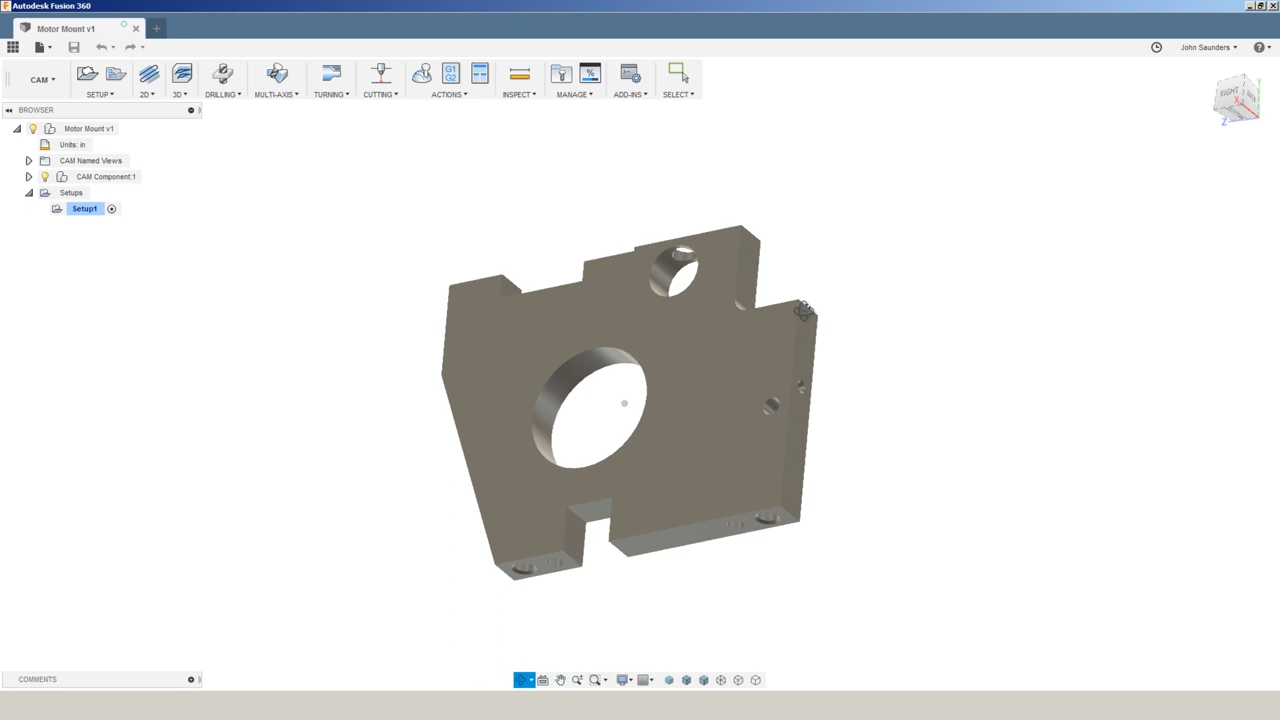 Autodesk Fusion 360
Motor Mount v1
John Saunders
CAM
SETUP
2D
3D
DRILLING
MULTI-AXIS
TURNING
CUTTING
G1
G2
ACTIONS
INSPECT
%
MANAGE
ADD-INS
SELECT
BROWSER
Motor Mount v1
Units: in
CAM Named Views
CAM Component:1
Setups
Setup1
RIGHT
X
Y
Z
COMMENTS